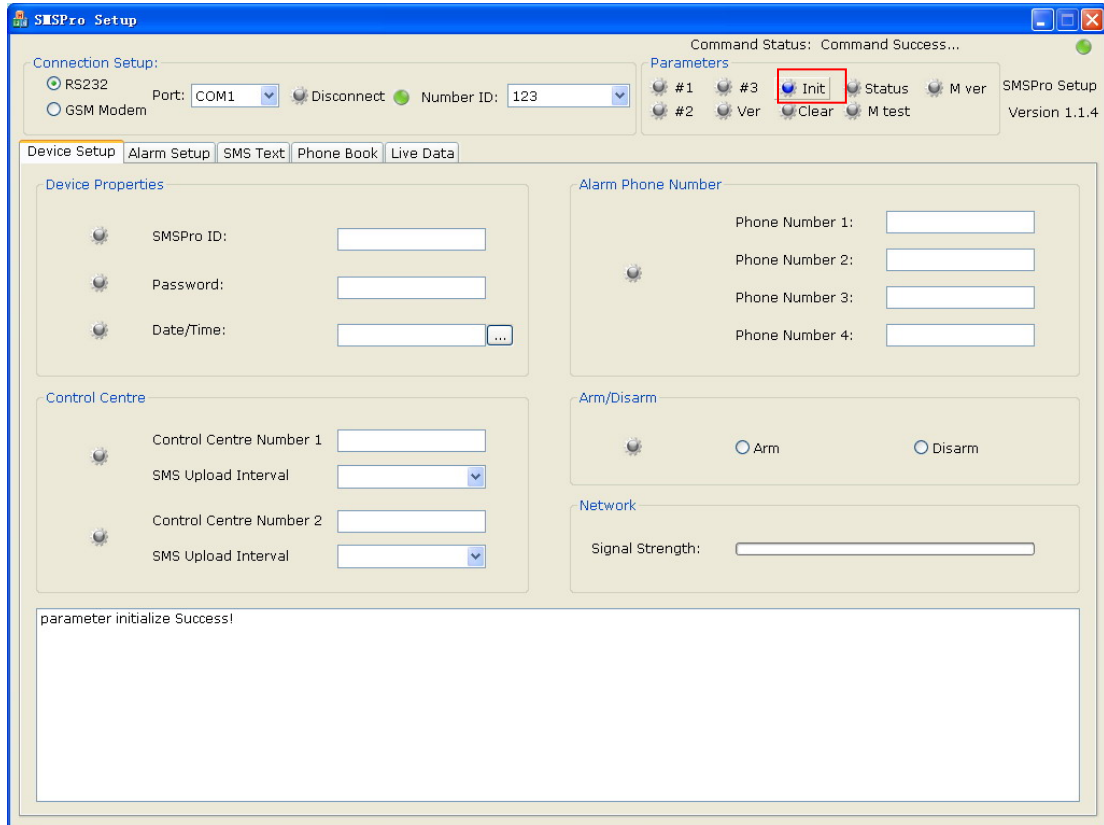 SMSPro Setup
Command Status: Command Success...
Connection Setup:
RS232
GSM Modem
Port: COM1
Disconnect
Number ID: 123
Parameters
#1 #3 Init Status M ver
#2 Ver Clear M test
SMSPro Setup
Version 1.1.4
Device Setup Alarm Setup SMS Text Phone Book Live Data
Device Properties
SMSPro ID:
Password:
Date/Time:
...
Alarm Phone Number
Phone Number 1:
Phone Number 2:
Phone Number 3:
Phone Number 4:
Control Centre
Control Centre Number 1
SMS Upload Interval
Control Centre Number 2
SMS Upload Interval
Arm/Disarm
Arm Disarm
Network
Signal Strength:
parameter initialize Success!